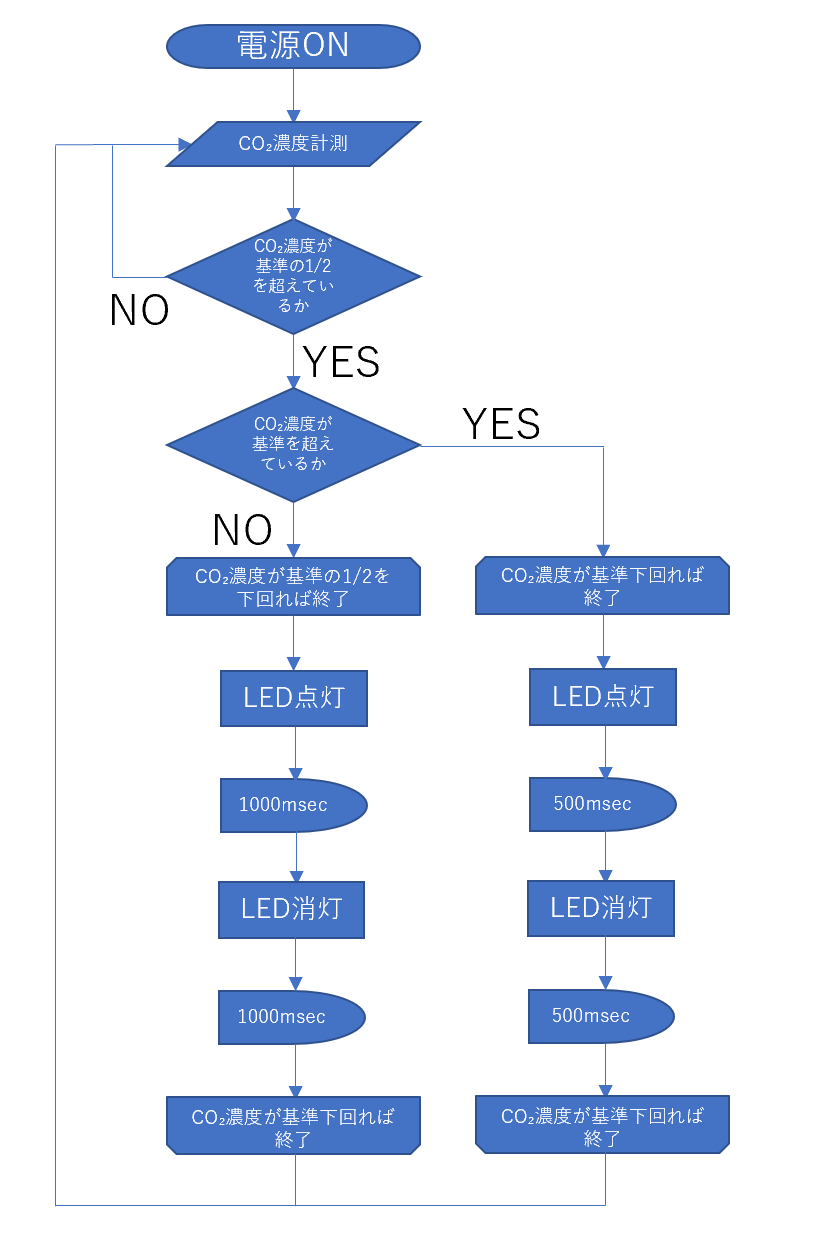 電源ON
CO₂濃度計測
CO₂濃度が
基準の1/2
を超えてい
るか
NO
YES
CO₂濃度が
基準を超え
ているか
YES
NO
CO₂濃度が基準の1/2を
下回れば終了
LED点灯
1000msec
LED消灯
1000msec
CO₂濃度が基準下回れば
終了
CO₂濃度が基準下回れば
終了
LED点灯
500msec
LED消灯
500msec
CO₂濃度が基準下回れば
終了